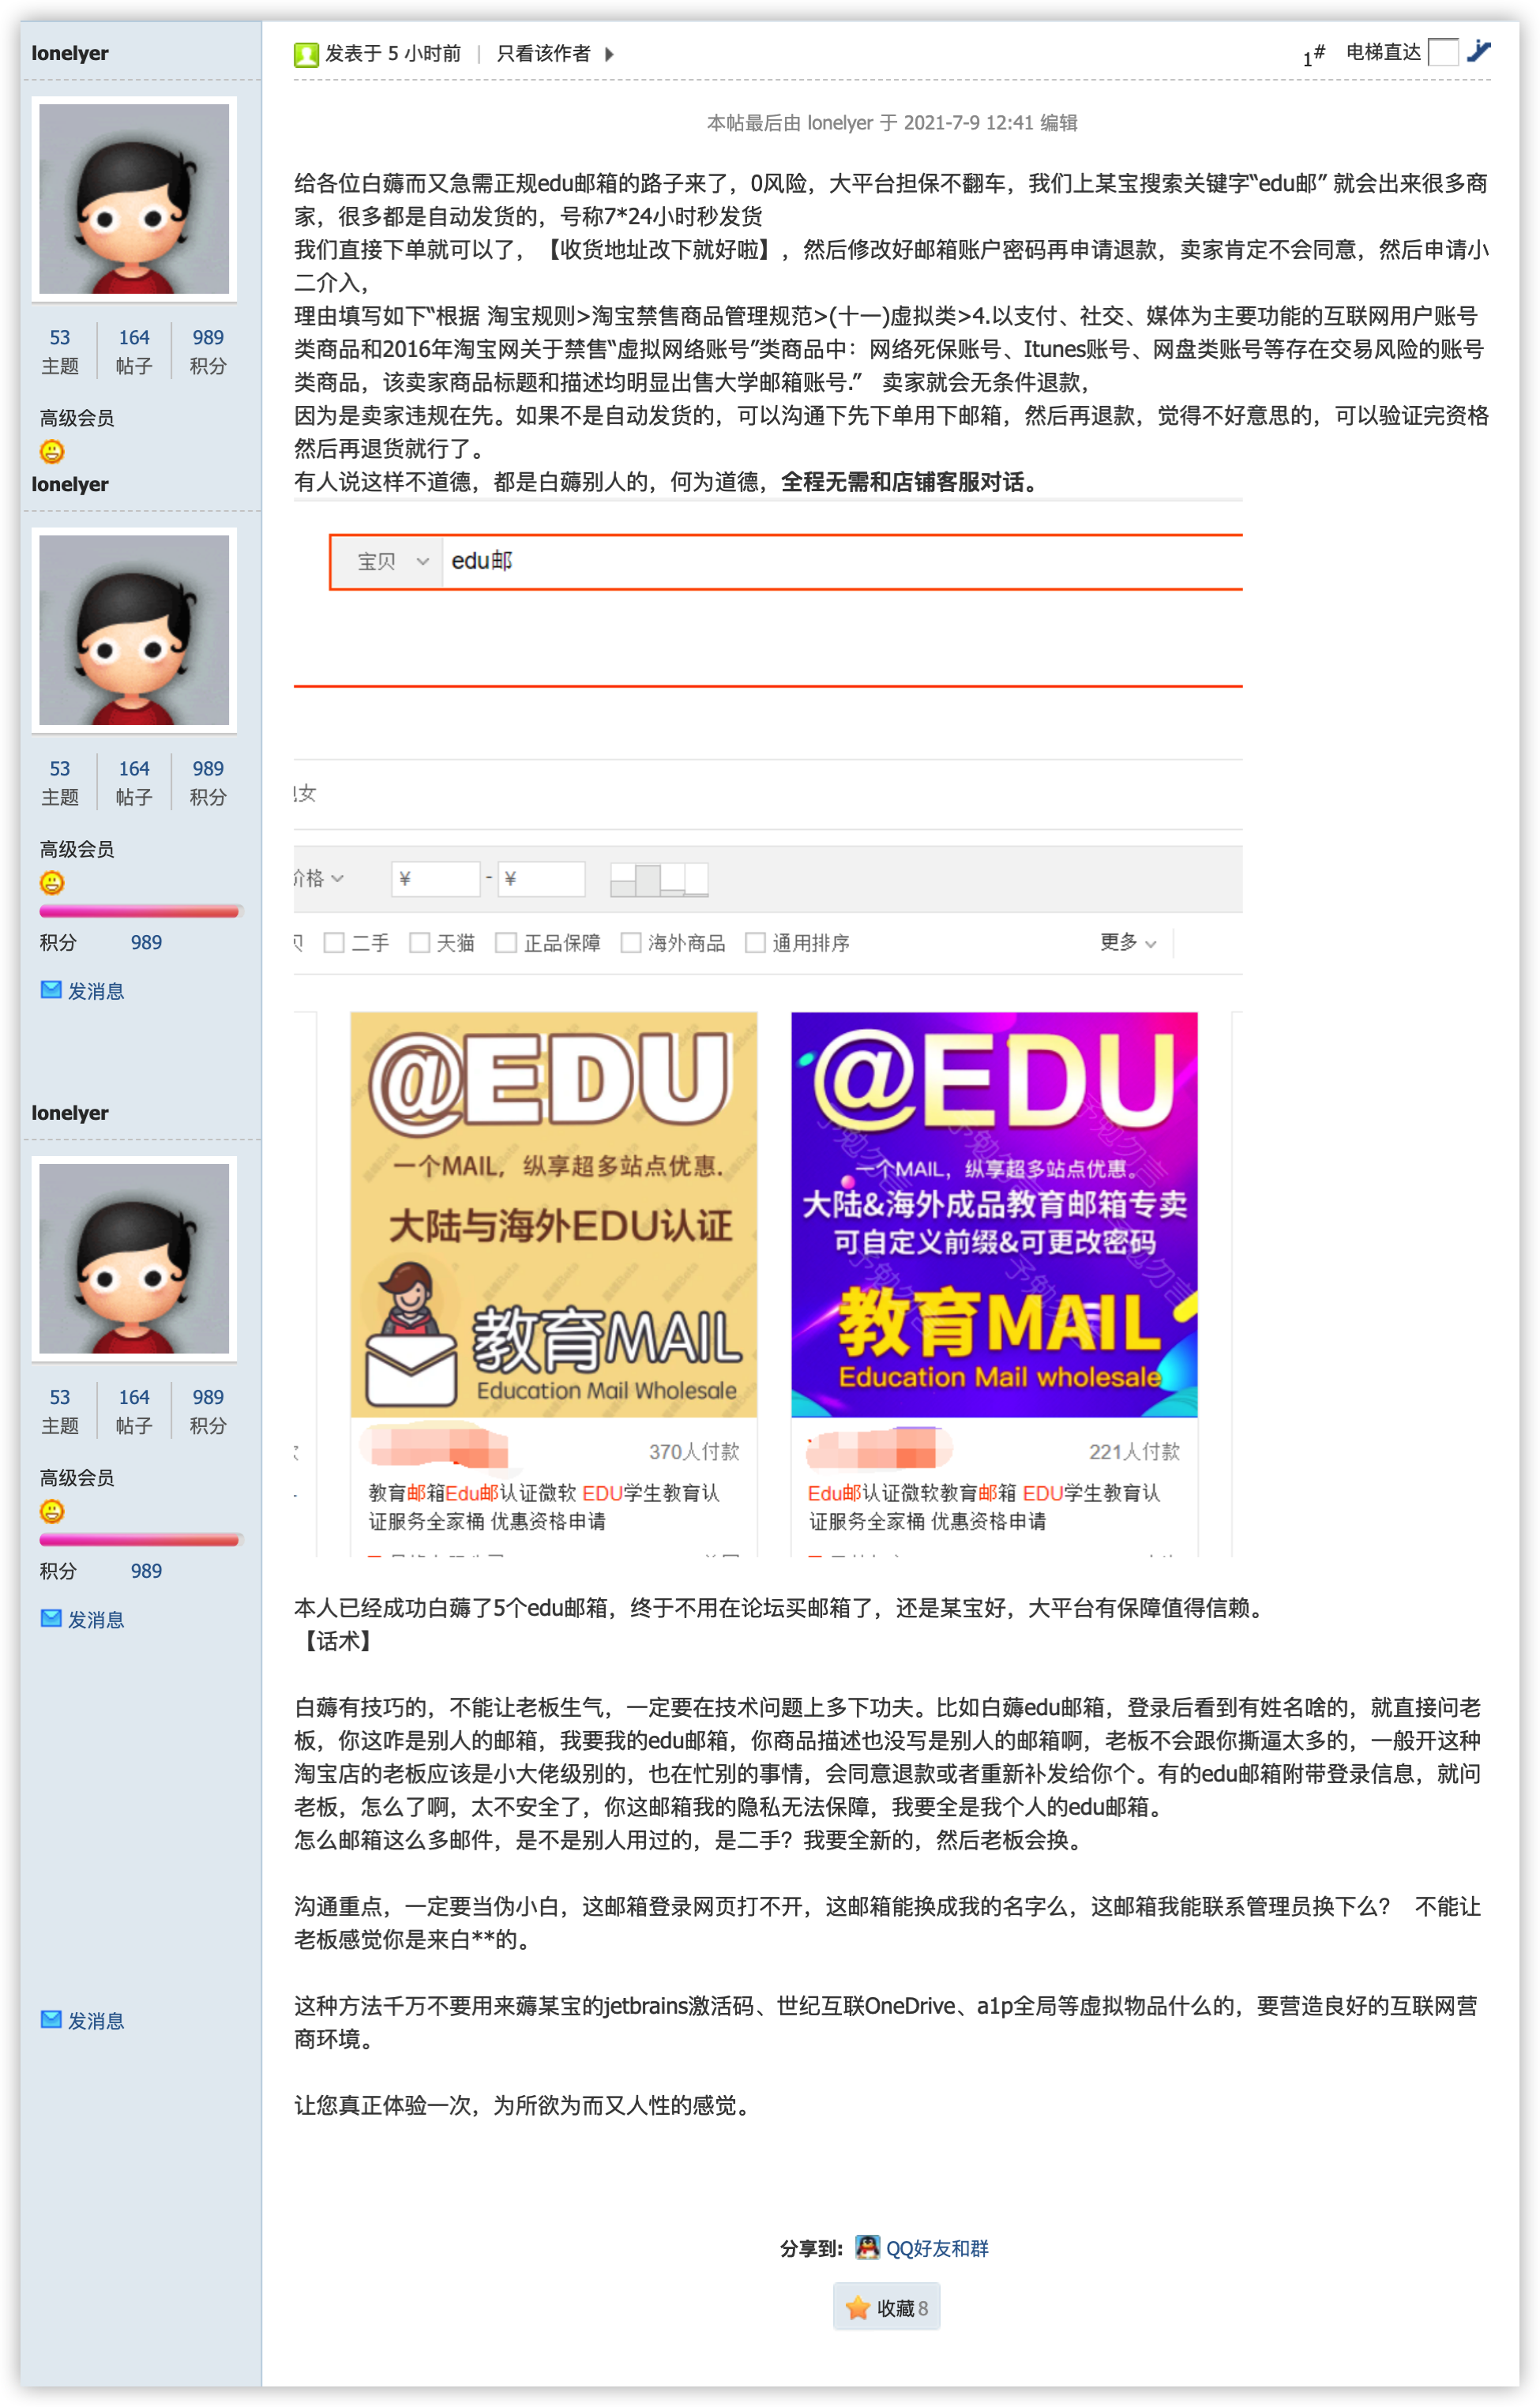 lonelyer
53 164 989
主题 帖子 积分
高级会员
lonelyer
53 164 989
主题 帖子 积分
高级会员
积分 989
发消息
lonelyer
53 164 989
主题 帖子 积分
高级会员
积分 989
发消息
发消息
发表于 5 小时前 | 只看该作者
1# 电梯直达
本帖最后由 lonelyer 于 2021-7-9 12:41 编辑
给各位白薅而又急需正规edu邮箱的路子来了，0风险，大平台担保不翻车，我们上某宝搜索关键字“edu邮” 就会出来很多商
家，很多都是自动发货的，号称7*24小时秒发货
我们直接下单就可以了，【收货地址改下就好啦】，然后修改好邮箱账户密码再申请退款，卖家肯定不会同意，然后申请小
二介入，
理由填写如下“根据 淘宝规则>淘宝禁售商品管理规范>(十一)虚拟类>4.以支付、社交、媒体为主要功能的互联网用户账号
类商品和2016年淘宝网关于禁售“虚拟网络账号”类商品中：网络死保账号、Itunes账号、网盘类账号等存在交易风险的账号
类商品，该卖家商品标题和描述均明显出售大学邮箱账号.” 卖家就会无条件退款，
因为是卖家违规在先。如果不是自动发货的，可以沟通下先下单用下邮箱，然后再退款，觉得不好意思的，可以验证完资格
然后再退货就行了。
有人说这样不道德，都是白薅别人的，何为道德，全程无需和店铺客服对话。
宝贝 edu邮
女
价格 ¥ - ¥
二手 天猫 正品保障 海外商品 通用排序 更多
@EDU
一个MAIL，纵享超多站点优惠.
大陆与海外EDU认证
教育MAIL
Education Mail Wholesale
370人付款
教育邮箱Edu邮认证微软 EDU学生教育认
证服务全家桶 优惠资格申请
@EDU
一个MAIL，纵享超多站点优惠。
大陆&海外成品教育邮箱专卖
可自定义前缀&可更改密码
教育MAIL
Education Mail wholesale
221人付款
Edu邮认证微软教育邮箱 EDU学生教育认
证服务全家桶 优惠资格申请
本人已经成功白薅了5个edu邮箱，终于不用在论坛买邮箱了，还是某宝好，大平台有保障值得信赖。
【话术】
白薅有技巧的，不能让老板生气，一定要在技术问题上多下功夫。比如白薅edu邮箱，登录后看到有姓名啥的，就直接问老
板，你这咋是别人的邮箱，我要我的edu邮箱，你商品描述也没写是别人的邮箱啊，老板不会跟你撕逼太多的，一般开这种
淘宝店的老板应该是小大佬级别的，也在忙别的事情，会同意退款或者重新补发给你个。有的edu邮箱附带登录信息，就问
老板，怎么了啊，太不安全了，你这邮箱我的隐私无法保障，我要全是我个人的edu邮箱。
怎么邮箱这么多邮件，是不是别人用过的，是二手？我要全新的，然后老板会换。
沟通重点，一定要当伪小白，这邮箱登录网页打不开，这邮箱能换成我的名字么，这邮箱我能联系管理员换下么？ 不能让
老板感觉你是来白**的。
这种方法千万不要用来薅某宝的jetbrains激活码、世纪互联OneDrive、a1p全局等虚拟物品什么的，要营造良好的互联网营
商环境。
让您真正体验一次，为所欲为而又人性的感觉。
分享到: QQ好友和群
收藏 8